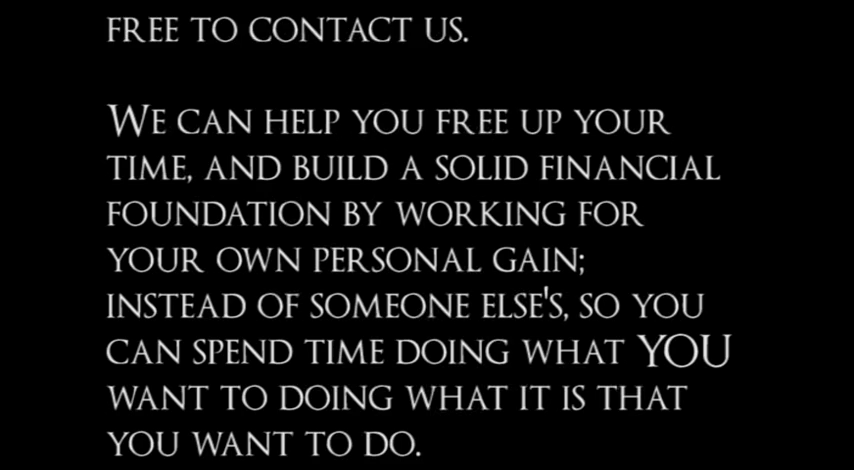 FREE TO CONTACT US.
WE CAN HELP YOU FREE UP YOUR
TIME, AND BUILD A SOLID FINANCIAL
FOUNDATION BY WORKING FOR
YOUR OWN PERSONAL GAIN;
INSTEAD OF SOMEONE ELSE'S, SO YOU
CAN SPEND TIME DOING WHAT YOU
WANT TO DOING WHAT IT IS THAT
YOU WANT TO DO.